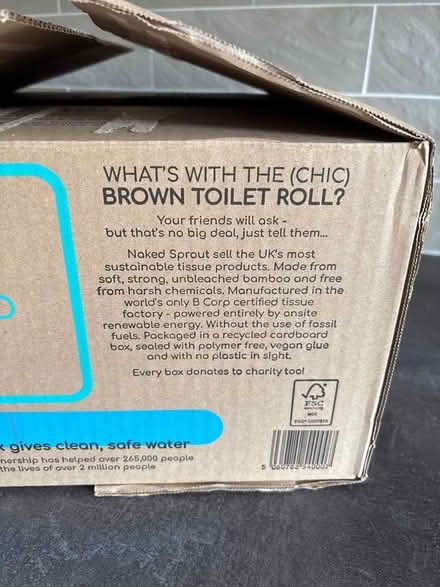 WHAT'S WITH THE (CHIC)
BROWN TOILET ROLL?
Your friends will ask -
but that's no big deal, just tell them...
Naked Sprout sell the UK's most
sustainable tissue products. Made from
soft, strong, unbleached bamboo and free
from harsh chemicals. Manufactured in the
world's only B Corp certified tissue
factory - powered entirely by onsite
renewable energy. Without the use of fossil
fuels. Packaged in a recycled cardboard
box, sealed with polymer free, vegan glue
and with no plastic in sight.
Every box donates to charity too!
FSC
MIX
k gives clean, safe water
nership has helped over 265,000 people
the lives of over 2 million people